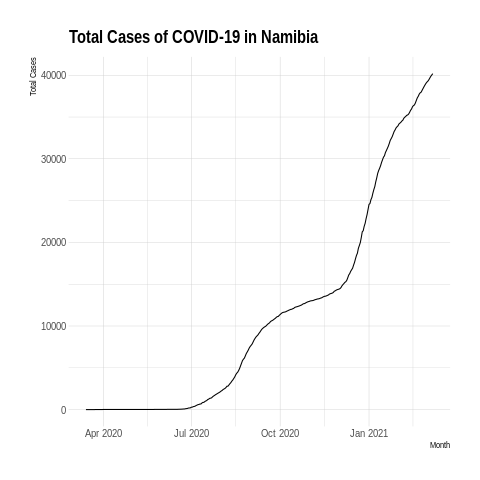 Total Cases of COVID-19 in Namibia
Total Cases
40000
30000
20000
10000
0
Apr 2020 Jul 2020 Oct 2020 Jan 2021
Month